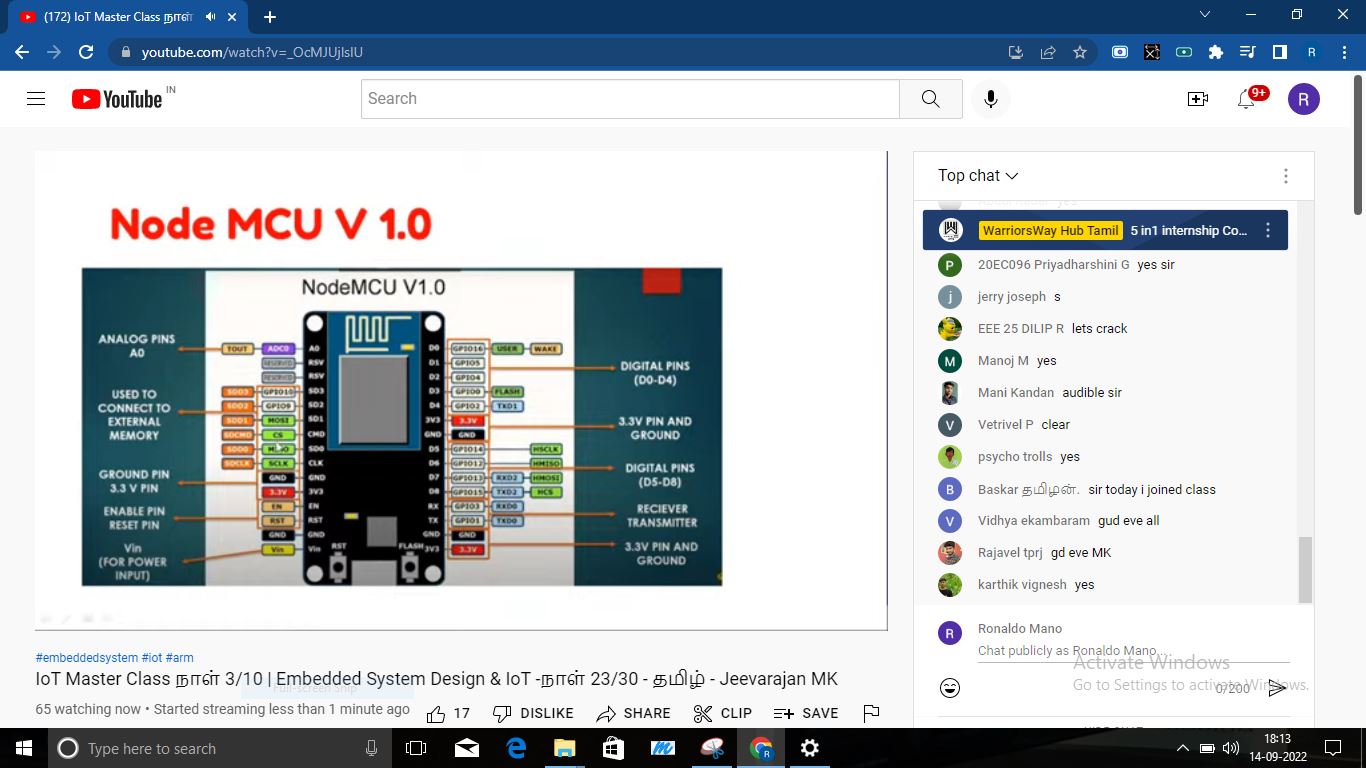 (172) IoT Master Class நாள்
youtube.com/watch?v=_OcMJUjIsIU
YouTube IN
Search
9+
R
Node MCU V 1.0
NodeMCU V1.0
ANALOG PINS
A0
USED TO
CONNECT TO
EXTERNAL
MEMORY
GROUND PIN
3.3 V PIN
ENABLE PIN
RESET PIN
Vin
(FOR POWER
INPUT)
TOUT ADC0 A0
RESERVED RSV
RESERVED RSV
SDD3 GPIO10 SD3
SDD2 GPIO9 SD2
SDD1 MOSI SD1
SDCMD CS CMD
SDD0 SD0
SDCLK SCLK CLK
GND GND
3.3V 3V3
EN EN
RST RST
GND GND
Vin Vin
RST FLASH
D0 GPIO16 USER WAKE
D1 GPIO5
D2 GPIO4
D3 GPIO0 FLASH
D4 GPIO2 TXD1
3V3 3.3V
GND GND
D5 GPIO14 HSCLK
D6 GPIO12 HMISO
D7 GPIO13 RXD2 HMOSI
D8 GPIO15 TXD2 HCS
RX GPIO3 RXD0
TX GPIO1 TXD0
GND GND
3V3 3.3V
DIGITAL PINS
(D0-D4)
3.3V PIN AND
GROUND
DIGITAL PINS
(D5-D8)
RECIEVER
TRANSMITTER
3.3V PIN AND
GROUND
#embeddedsystem #iot #arm
IoT Master Class நாள் 3/10 | Embedded System Design & IoT -நாள் 23/30 - தமிழ் - Jeevarajan MK
Full-screen Snip
65 watching now • Started streaming less than 1 minute ago
17 DISLIKE SHARE CLIP SAVE
Top chat
WarriorsWay Hub Tamil 5 in1 internship Co...
P 20EC096 Priyadharshini G yes sir
j jerry joseph s
EEE 25 DILIP R lets crack
M Manoj M yes
Mani Kandan audible sir
V Vetrivel P clear
psycho trolls yes
B Baskar தமிழன். sir today i joined class
V Vidhya ekambaram gud eve all
Rajavel tprj gd eve MK
karthik vignesh yes
R Ronaldo Mano
Chat publicly as Ronaldo Mano...
0/200
Activate Windows
Go to Settings to activate Windows.
Type here to search
18:13
14-09-2022